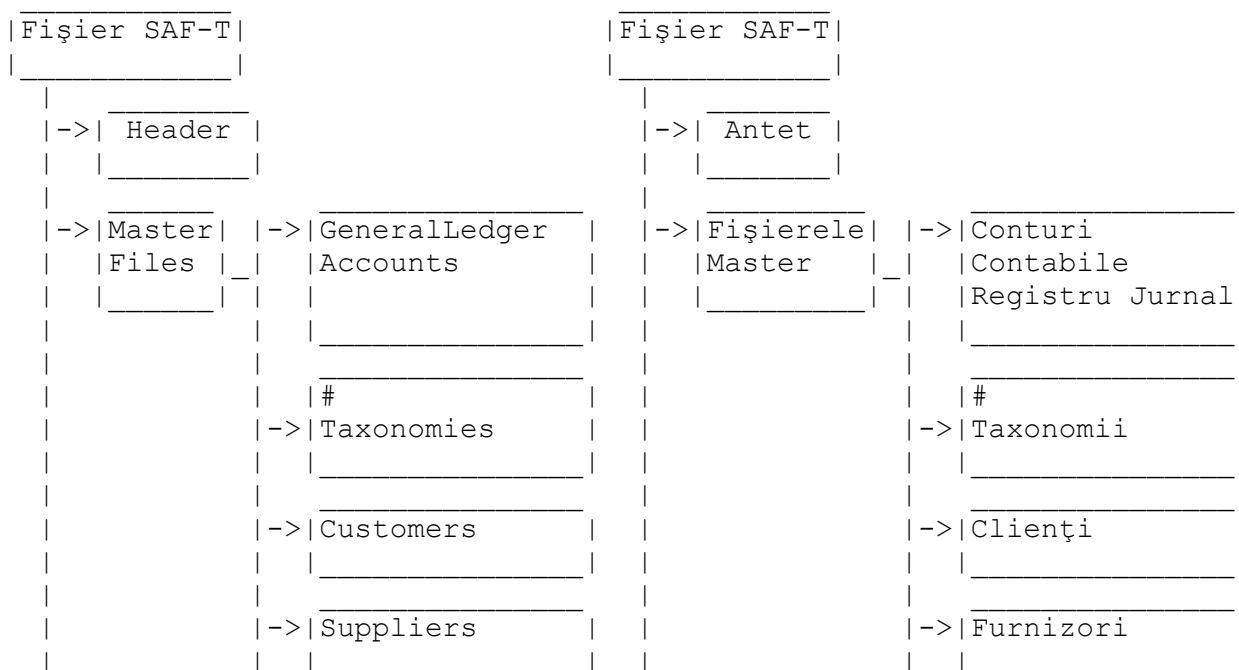 Fişier SAF-T Fişier SAF-T
-> Header -> Antet
->Master ->GeneralLedger ->Fişierele ->Conturi
Files Accounts Master Contabile
Registru Jurnal
# #
->Taxonomies ->Taxonomii
->Customers ->Clienţi
->Suppliers ->Furnizori